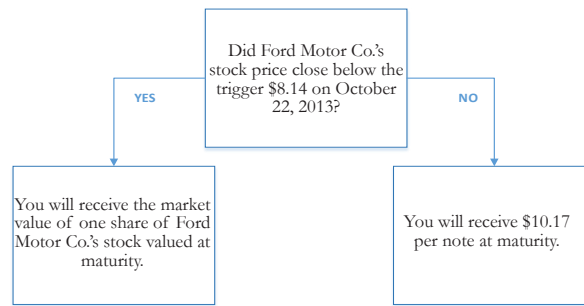 Did Ford Motor Co.'s
stock price close below the
trigger $8.14 on October
22, 2013?
YES
NO
You will receive the market
value of one share of Ford
Motor Co.'s stock valued at
maturity.
You will receive $10.17
per note at maturity.